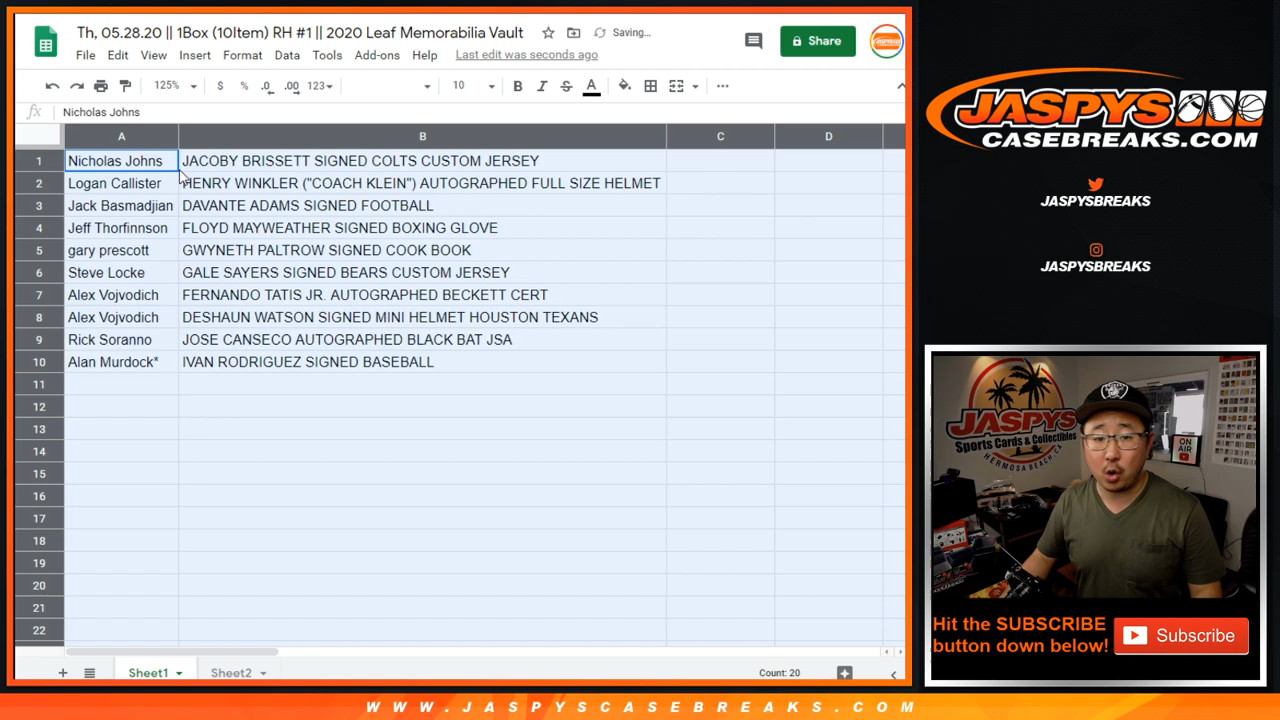 Th, 05.28.20 || 1Box (10Item) RH #1 || 2020 Leaf Memorabilia Vault Saving...
File Edit View Insert Format Data Tools Add-ons Help Last edit was seconds ago
Share
125% $ % .0 .00 123 10 B I S A ...
fx Nicholas Johns
A B C D
1 Nicholas Johns JACOBY BRISSETT SIGNED COLTS CUSTOM JERSEY
2 Logan Callister HENRY WINKLER ("COACH KLEIN") AUTOGRAPHED FULL SIZE HELMET
3 Jack Basmadjian DAVANTE ADAMS SIGNED FOOTBALL
4 Jeff Thorfinnson FLOYD MAYWEATHER SIGNED BOXING GLOVE
5 gary prescott GWYNETH PALTROW SIGNED COOK BOOK
6 Steve Locke GALE SAYERS SIGNED BEARS CUSTOM JERSEY
7 Alex Vojvodich FERNANDO TATIS JR. AUTOGRAPHED BECKETT CERT
8 Alex Vojvodich DESHAUN WATSON SIGNED MINI HELMET HOUSTON TEXANS
9 Rick Soranno JOSE CANSECO AUTOGRAPHED BLACK BAT JSA
10 Alan Murdock* IVAN RODRIGUEZ SIGNED BASEBALL
11
12
13
14
15
16
17
18
19
20
21
22
Sheet1 Sheet2 Count: 20
JASPYS
CASEBREAKS.COM
JASPYSBREAKS
JASPYSBREAKS
JASPYS
Sports Cards & Collectibles
HERMOSA BEACH CA
ON AIR
Hit the SUBSCRIBE
button down below!
Subscribe
WWW.JASPYSCASEBREAKS.COM